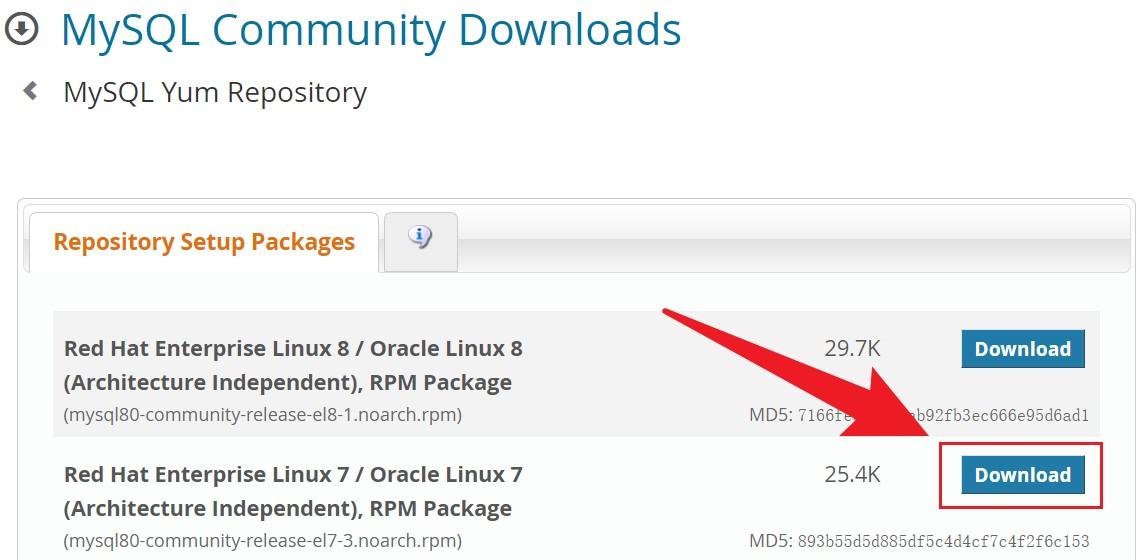 MySQL Community Downloads
MySQL Yum Repository
Repository Setup Packages
Red Hat Enterprise Linux 8 / Oracle Linux 8 29.7K Download
(Architecture Independent), RPM Package
(mysql80-community-release-el8-1.noarch.rpm) MD5: 7166fe ab92fb3ec666e95d6ad1
Red Hat Enterprise Linux 7 / Oracle Linux 7 25.4K Download
(Architecture Independent), RPM Package
(mysql80-community-release-el7-3.noarch.rpm) MD5: 893b55d5d885df5c4d4cf7c4f2f6c153